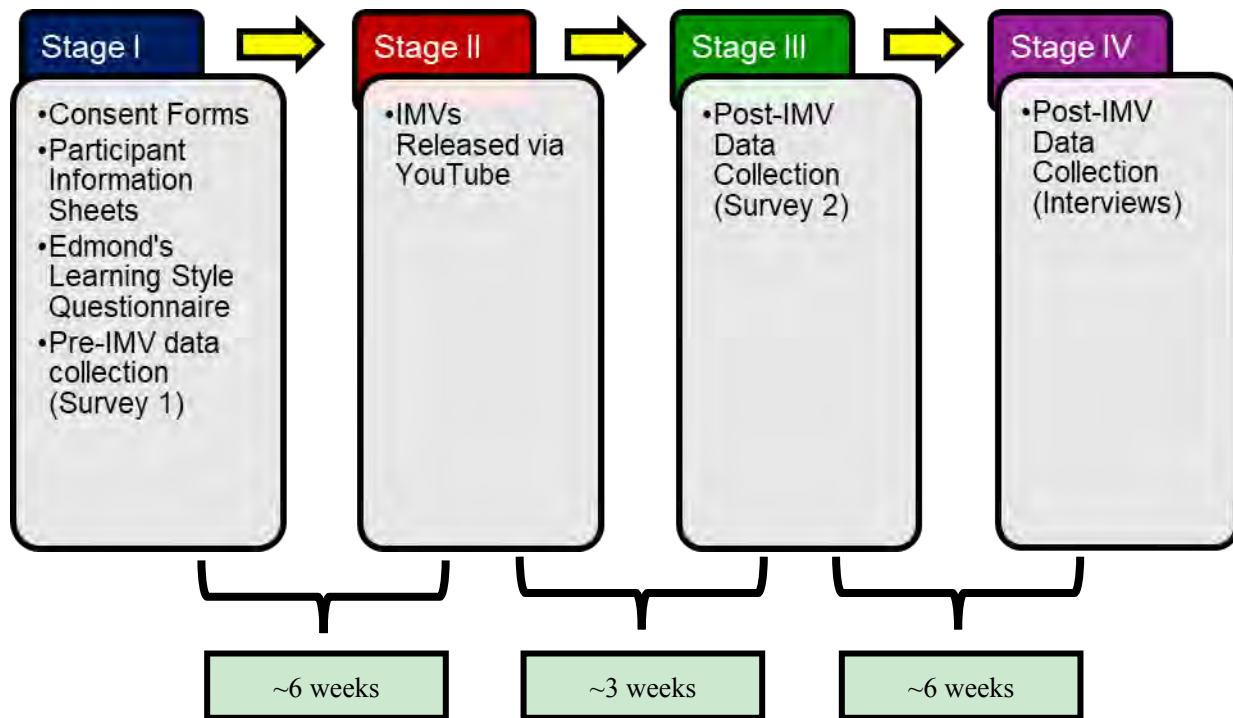 Stage I
•Consent Forms
•Participant
Information
Sheets
•Edmond's
Learning Style
Questionnaire
•Pre-IMV data
collection
(Survey 1)
Stage II
•IMVs
Released via
YouTube
Stage III
•Post-IMV
Data
Collection
(Survey 2)
Stage IV
•Post-IMV
Data
Collection
(Interviews)
~6 weeks
~3 weeks
~6 weeks